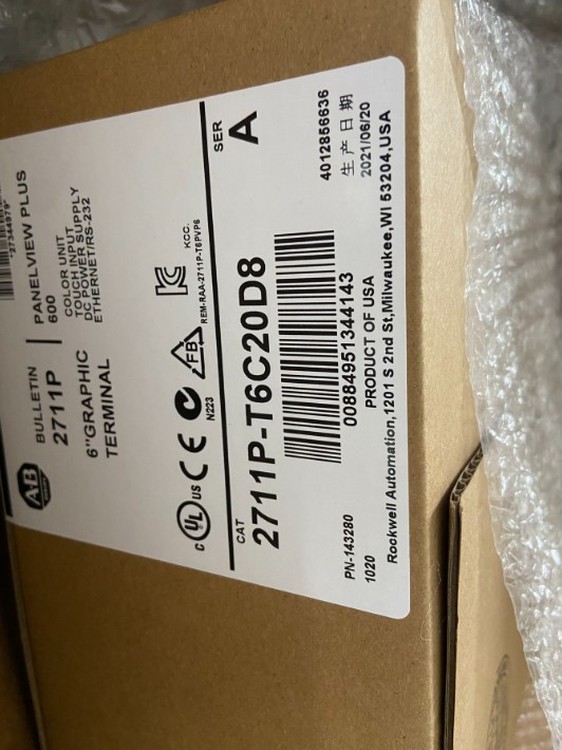 AB
BULLETIN
2711P
6"GRAPHIC
TERMINAL
PANELVIEW PLUS
600
COLOR UNIT
TOUCH INPUT
DC POWER SUPPLY
ETHERNET/RS-232
C UL US CE N223 FB KCC.
REM-RAA-2711P-T6PVP6
CAT
2711P-T6C20D8
SER
A
00884951344143
PRODUCT OF USA
4012856636
生产日期
2021/06/20
PN-143280
1020
Rockwell Automation,1201 S 2nd St,Milwaukee,WI 53204,USA